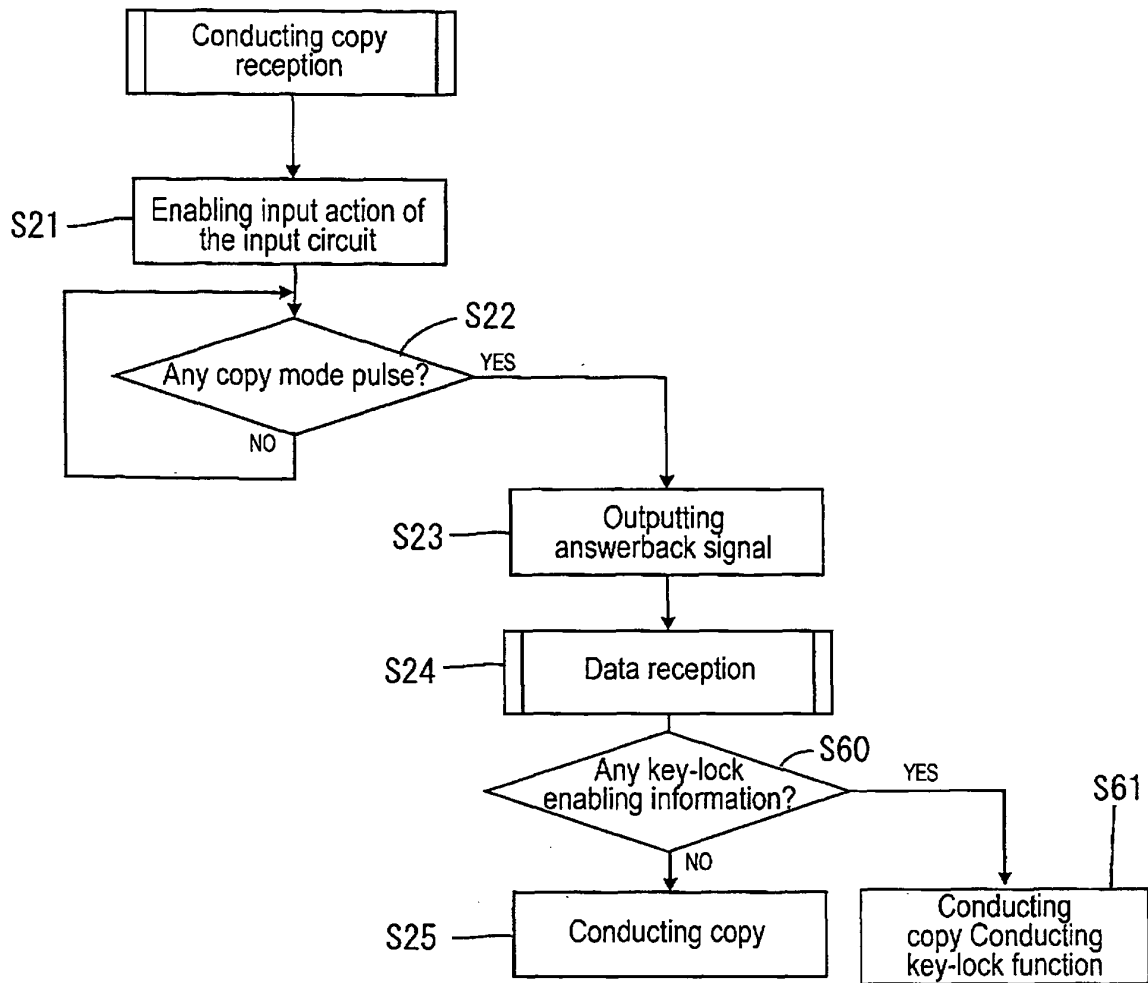 Conducting copy
reception
S21
Enabling input action of
the input circuit
S22
Any copy mode pulse?
YES
NO
S23
Outputting
answerback signal
S24
Data reception
S60
Any key-lock
enabling information?
YES
S61
NO
S25
Conducting copy
Conducting
copy Conducting
key-lock function